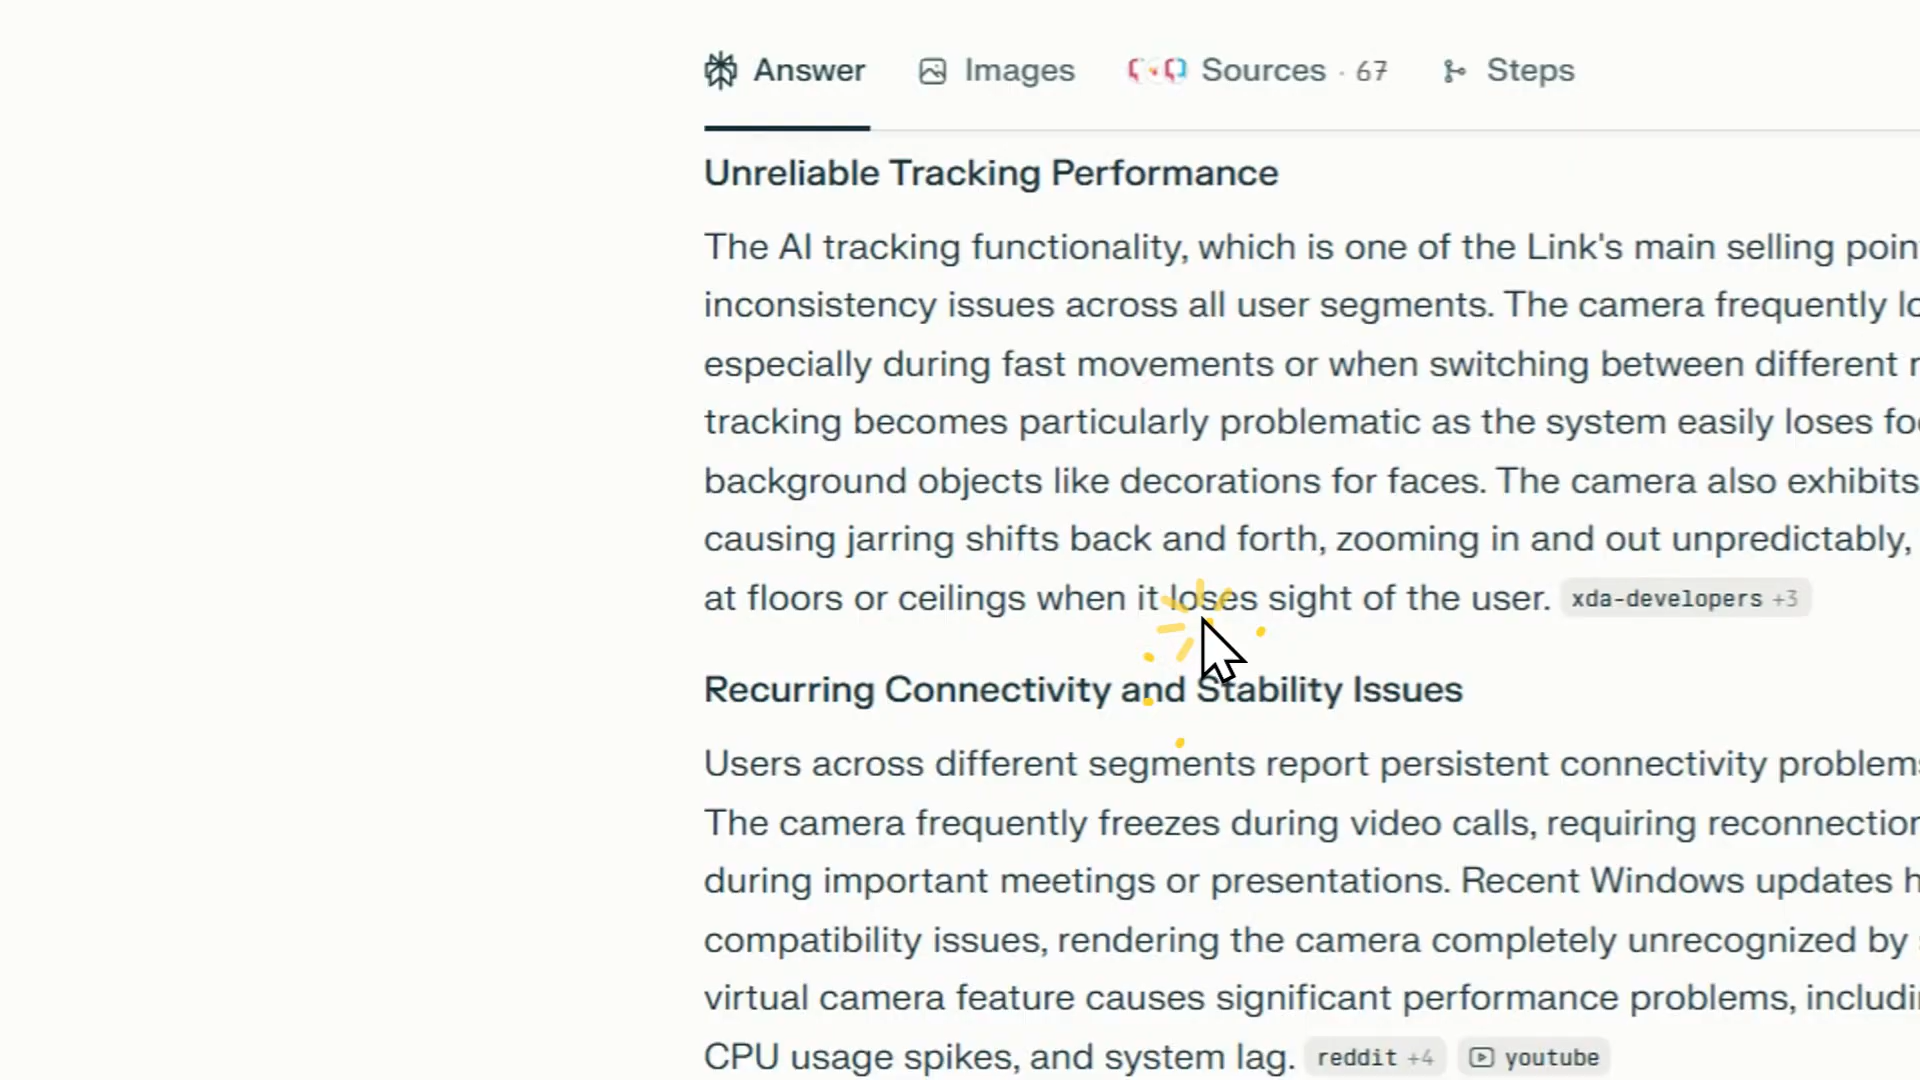 Answer Images Sources · 67 Steps
Unreliable Tracking Performance
The AI tracking functionality, which is one of the Link's main selling poin
inconsistency issues across all user segments. The camera frequently lo
especially during fast movements or when switching between different
tracking becomes particularly problematic as the system easily loses fo
background objects like decorations for faces. The camera also exhibits
causing jarring shifts back and forth, zooming in and out unpredictably,
at floors or ceilings when it loses sight of the user. xda-developers +3
Recurring Connectivity and Stability Issues
Users across different segments report persistent connectivity problems
The camera frequently freezes during video calls, requiring reconnection
during important meetings or presentations. Recent Windows updates h
compatibility issues, rendering the camera completely unrecognized by
virtual camera feature causes significant performance problems, includi
CPU usage spikes, and system lag. reddit +4 youtube